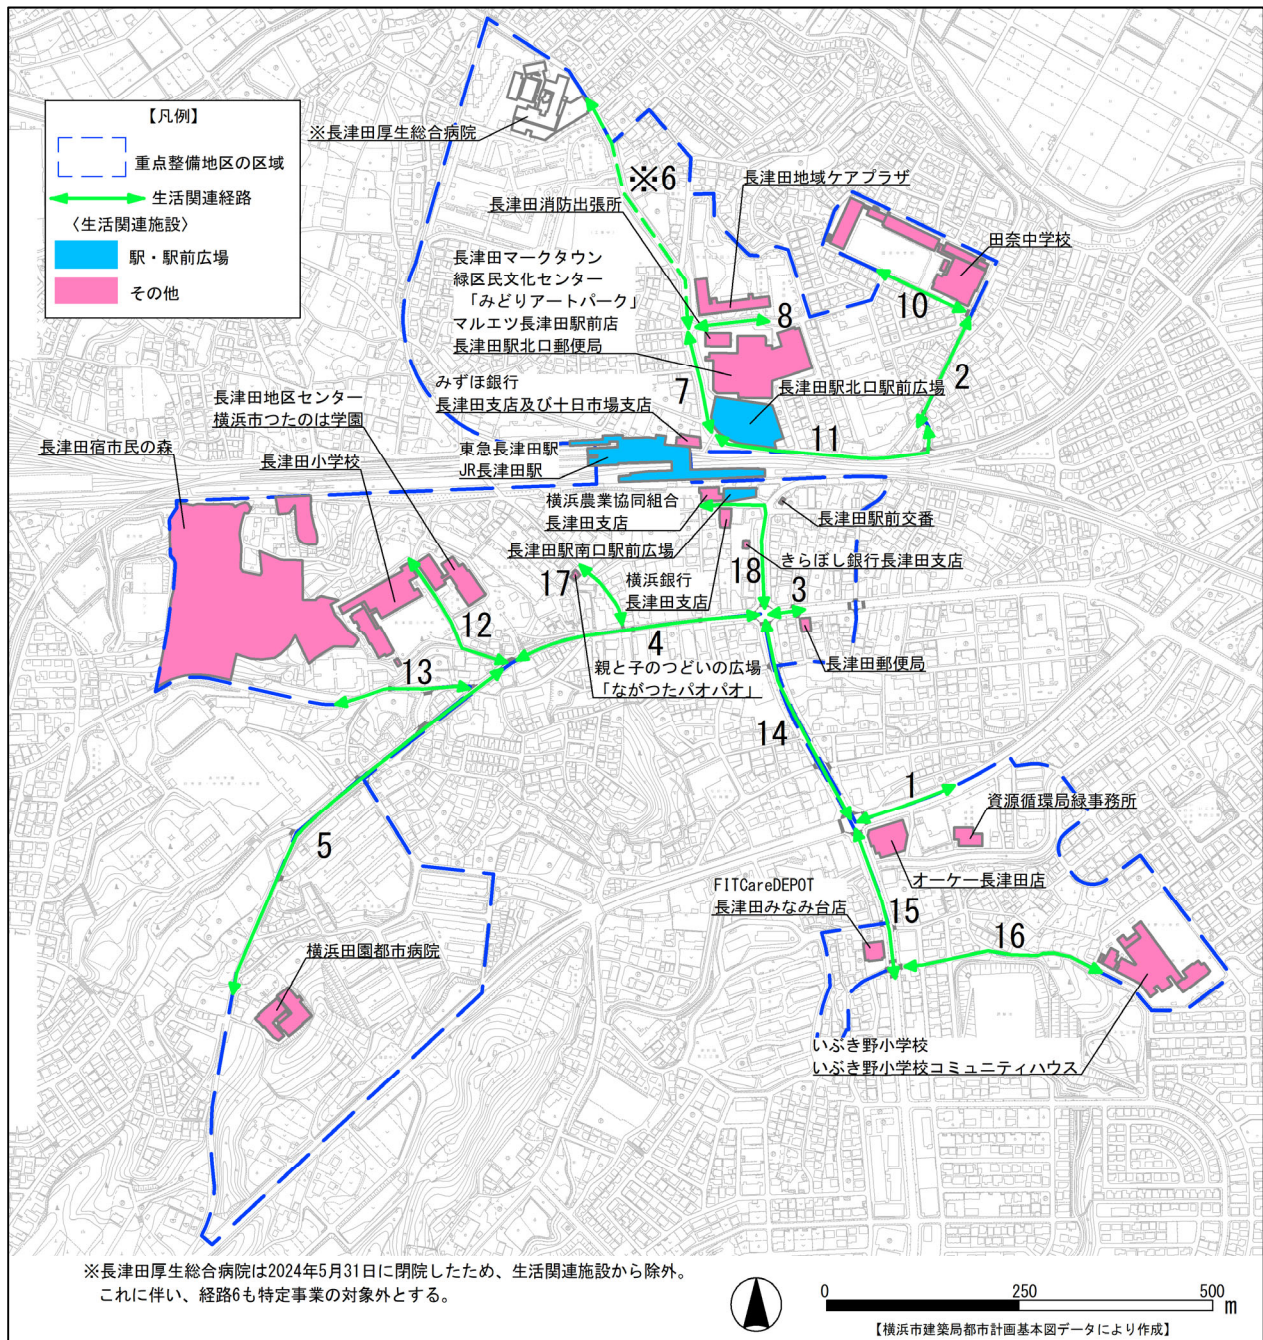 【凡例】
重点整備地区の区域
生活関連経路
〈生活関連施設〉
駅・駅前広場
その他
※長津田厚生総合病院
※6
長津田地域ケアプラザ
長津田消防出張所
田奈中学校
長津田マークタウン
緑区民文化センター
「みどりアートパーク」
マルエツ長津田駅前店
長津田駅北口郵便局
10
8
2
7
長津田駅北口駅前広場
みずほ銀行
長津田支店及び十日市場支店
11
長津田地区センター
横浜市つたのは学園
長津田宿市民の森
長津田小学校
東急長津田駅
JR長津田駅
横浜農業協同組合
長津田支店
長津田駅前交番
長津田駅南口駅前広場
きらぼし銀行長津田支店
17
横浜銀行
長津田支店
18
3
12
4
長津田郵便局
13
親と子のつどいの広場
「ながつたパオパオ」
14
1
資源循環局緑事務所
5
オーケー長津田店
FITCareDEPOT
長津田みなみ台店
15
16
横浜田園都市病院
いぶき野小学校
いぶき野小学校コミュニティハウス
※長津田厚生総合病院は2024年5月31日に閉院したため、生活関連施設から除外。
これに伴い、経路6も特定事業の対象外とする。
0 250 500 m
【横浜市建築局都市計画基本図データにより作成】